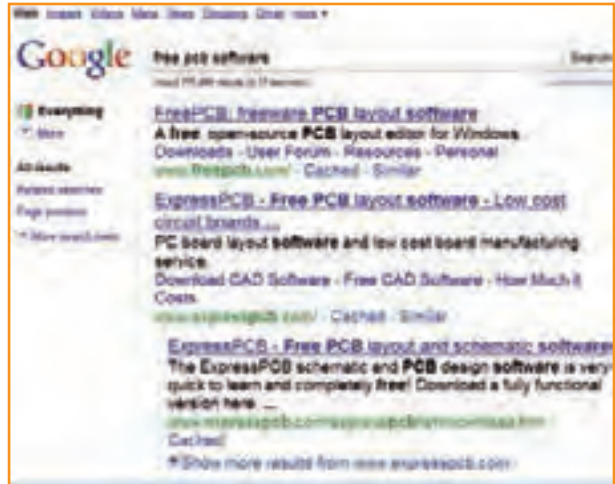 Web Images Videos Maps News Shopping Gmail more ▾
Google
free pcb software
Search
Everything
More
FreePCB: freeware PCB layout software
A free, open-source PCB layout editor for Windows.
Downloads - User Forum - Resources - Personal
www.freepcb.com/ - Cached - Similar
All results
Related searches
Page previews
More search tools
ExpressPCB - Free PCB layout software - Low cost
circuit boards ...
PC board layout software and low cost board manufacturing
service.
Download CAD Software - Free CAD Software - How Much it
Costs
www.expresspcb.com/ - Cached - Similar
ExpressPCB - Free PCB layout and schematic software
The ExpressPCB schematic and PCB design software is very
quick to learn and completely free! Download a fully functional
version here. ...
Cached
Show more results from www.expresspcb.com